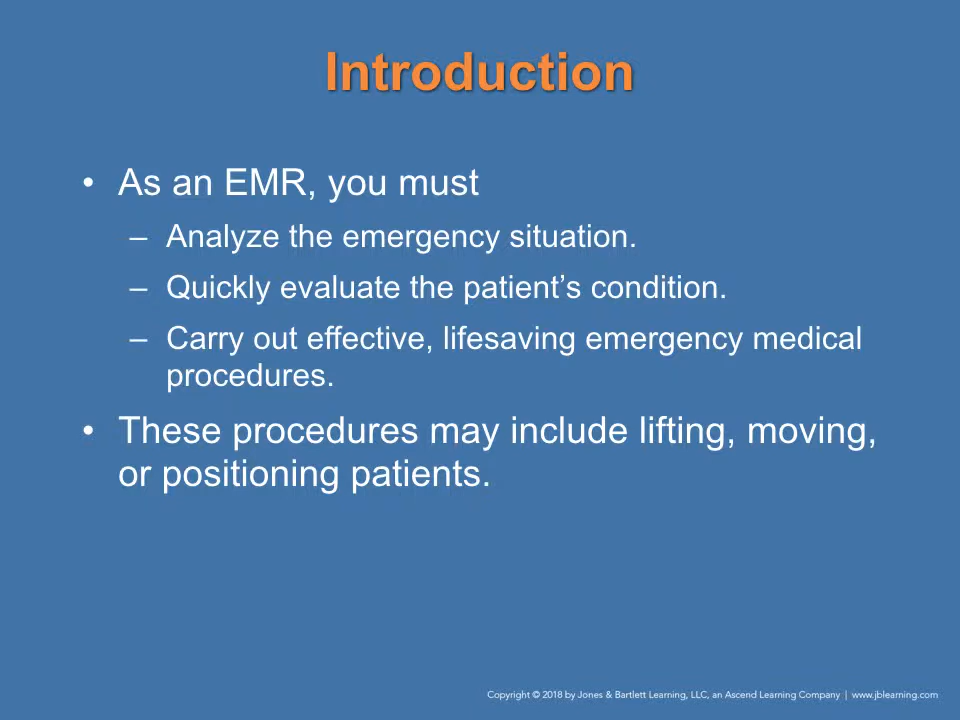 Introduction
• As an EMR, you must
– Analyze the emergency situation.
– Quickly evaluate the patient’s condition.
– Carry out effective, lifesaving emergency medical
procedures.
• These procedures may include lifting, moving,
or positioning patients.
Copyright © 2018 by Jones & Bartlett Learning, LLC, an Ascend Learning Company | www.jblearning.com